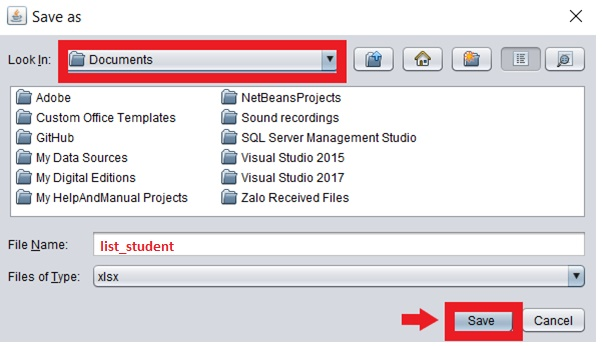 Save as
Look In: Documents
Adobe NetBeansProjects
Custom Office Templates Sound recordings
GitHub SQL Server Management Studio
My Data Sources Visual Studio 2015
My Digital Editions Visual Studio 2017
My HelpAndManual Projects Zalo Received Files
File Name: list_student
Files of Type: xlsx
Save Cancel